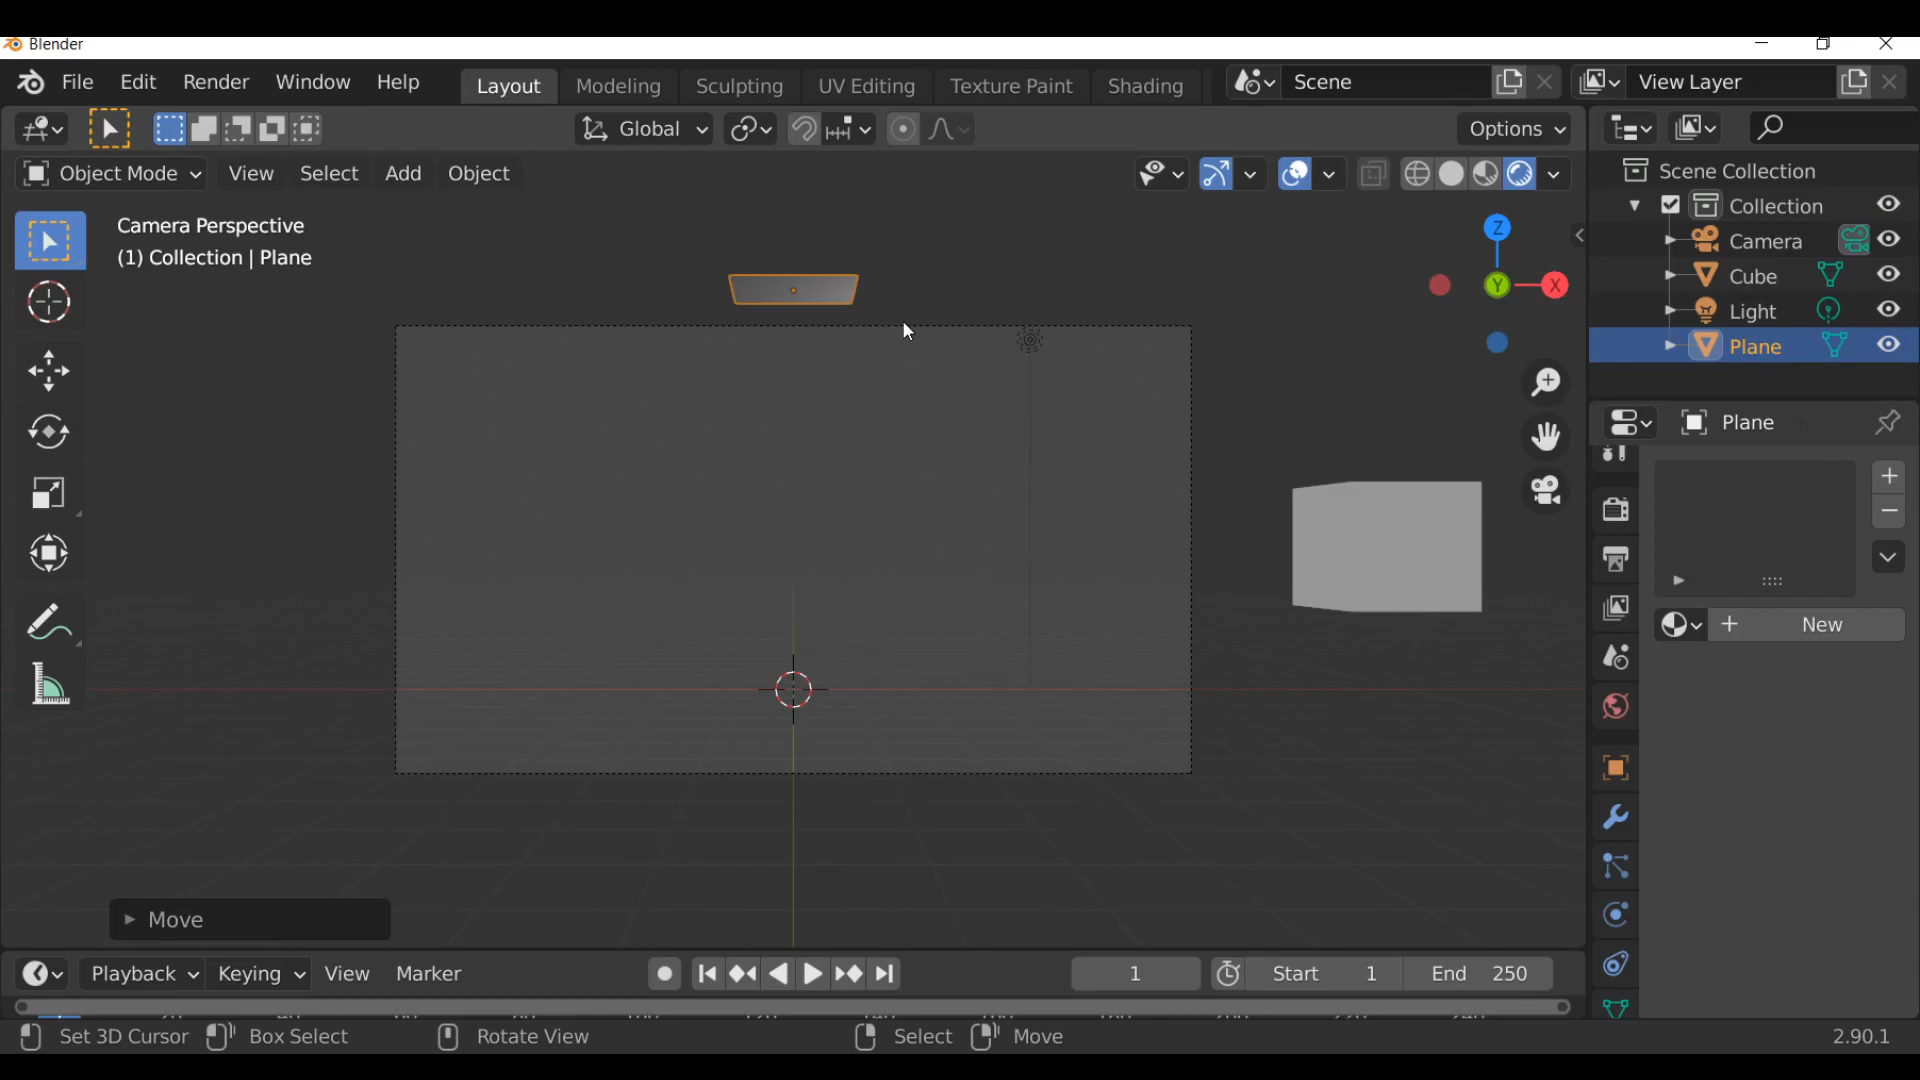 Blender
File Edit Render Window Help Layout Modeling Sculpting UV Editing Texture Paint Shading Scene View Layer
Global Options
Object Mode View Select Add Object
Scene Collection
Collection
Camera
Cube
Light
Plane
Camera Perspective
(1) Collection | Plane
Z
Y
X
Plane
New
Move
Playback Keying View Marker 1 Start 1 End 250
Set 3D Cursor Box Select Rotate View Select Move 2.90.1